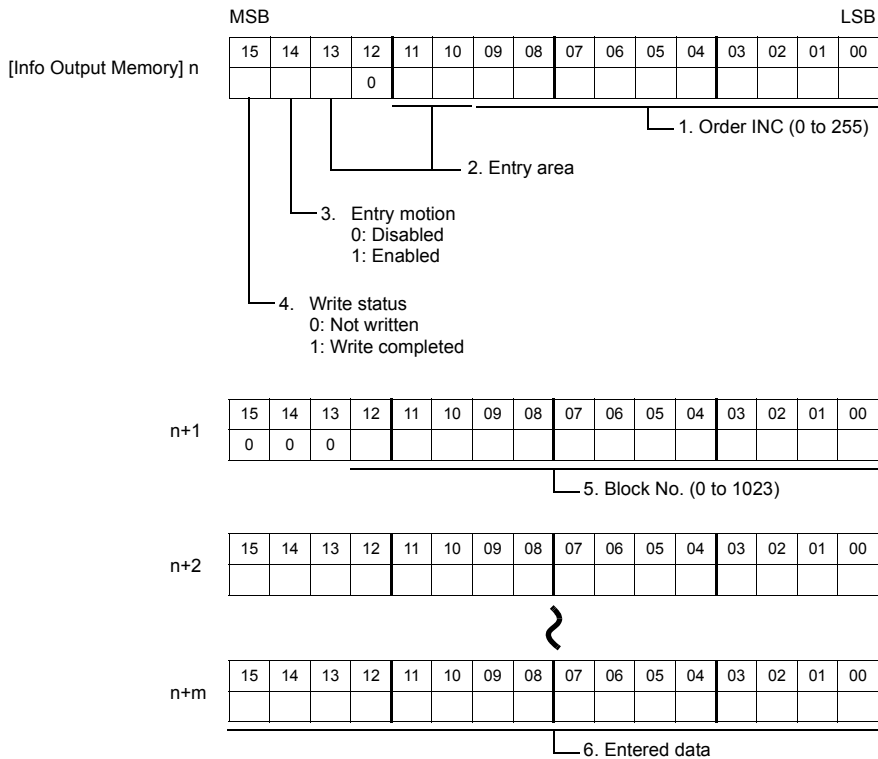 MSB LSB
15 14 13 12 11 10 09 08 07 06 05 04 03 02 01 00
[Info Output Memory] n
0
1. Order INC (0 to 255)
2. Entry area
3. Entry motion
0: Disabled
1: Enabled
4. Write status
0: Not written
1: Write completed
15 14 13 12 11 10 09 08 07 06 05 04 03 02 01 00
n+1
0 0 0
5. Block No. (0 to 1023)
15 14 13 12 11 10 09 08 07 06 05 04 03 02 01 00
n+2
15 14 13 12 11 10 09 08 07 06 05 04 03 02 01 00
n+m
6. Entered data